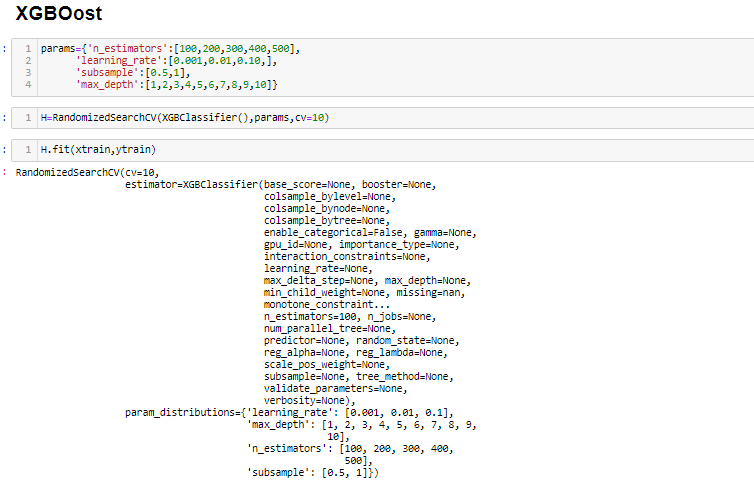 XGBOost
: 1 params={'n_estimators':[100,200,300,400,500],
2 'learning_rate':[0.001,0.01,0.10,],
3 'subsample':[0.5,1],
4 'max_depth':[1,2,3,4,5,6,7,8,9,10]}
: 1 H=RandomizedSearchCV(XGBClassifier(),params,cv=10)
: 1 H.fit(xtrain,ytrain)
: RandomizedSearchCV(cv=10,
estimator=XGBClassifier(base_score=None, booster=None,
colsample_bylevel=None,
colsample_bynode=None,
colsample_bytree=None,
enable_categorical=False, gamma=None,
gpu_id=None, importance_type=None,
interaction_constraints=None,
learning_rate=None,
max_delta_step=None, max_depth=None,
min_child_weight=None, missing=nan,
monotone_constraint...
n_estimators=100, n_jobs=None,
num_parallel_tree=None,
predictor=None, random_state=None,
reg_alpha=None, reg_lambda=None,
scale_pos_weight=None,
subsample=None, tree_method=None,
validate_parameters=None,
verbosity=None),
param_distributions={'learning_rate': [0.001, 0.01, 0.1],
'max_depth': [1, 2, 3, 4, 5, 6, 7, 8, 9,
10],
'n_estimators': [100, 200, 300, 400,
500],
'subsample': [0.5, 1]})